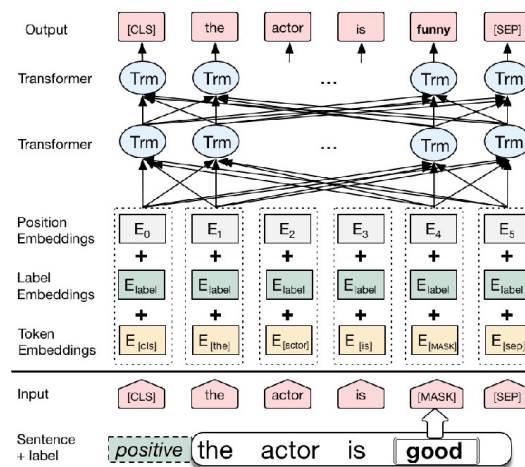 Output [CLS] the actor is funny [SEP]
Transformer Trm Trm ... Trm Trm
Transformer Trm Trm ... Trm Trm
Position Embeddings E0 E1 E2 E3 E4 E5
+ + + + + +
Label Embeddings Elabel Elabel Elabel Elabel Elabel Elabel
+ + + + + +
Token Embeddings E[cls] E[the] E[actor] E[is] E[MASK] E[sep]
Input [CLS] the actor is [MASK] [SEP]
Sentence + label positive the actor is good